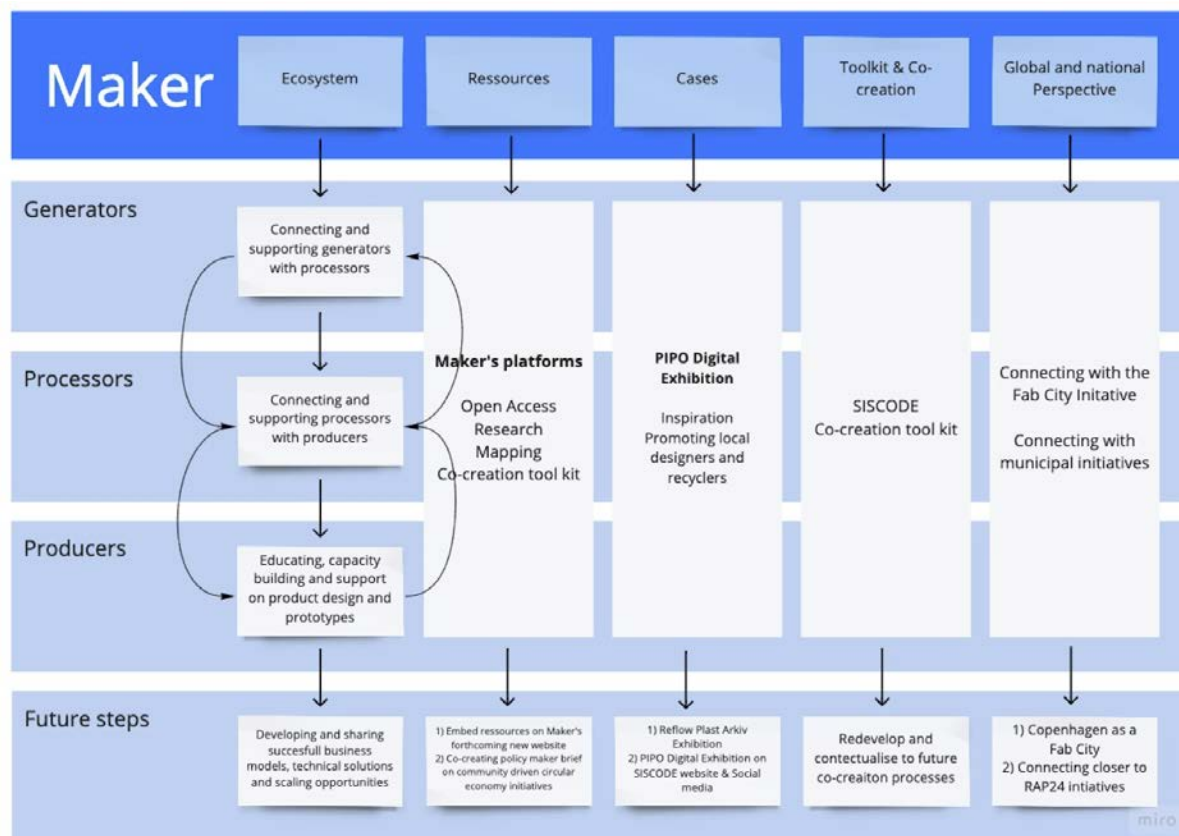 Maker
Ecosystem
Ressources
Cases
Toolkit & Co-
creation
Global and national
Perspective
Generators
Connecting and
supporting generators
with processors
Processors
Connecting and
supporting processors
with producers
Producers
Educating, capacity
building and support
on product design and
prototypes
Maker's platforms
Open Access
Research
Mapping
Co-creation tool kit
PIPO Digital
Exhibition
Inspiration
Promoting local
designers and
recyclers
SISCODE
Co-creation tool kit
Connecting with the
Fab City Initative
Connecting with
municipal initiatives
Future steps
Developing and sharing
succesfull business
models, technical solutions
and scaling opportunities
1) Embed ressources on Maker's
forthcoming new website
2) Co-creating policy maker brief
on community driven circular
economy initiatives
1) Reflow Plast Arkiv
Exhibition
2) PIPO Digital Exhibition on
SISCODE website & Social
media
Redevelop and
contectualise to future
co-creaiton processes
1) Copenhagen as a
Fab City
2) Connecting closer to
RAP24 intiatives
miro